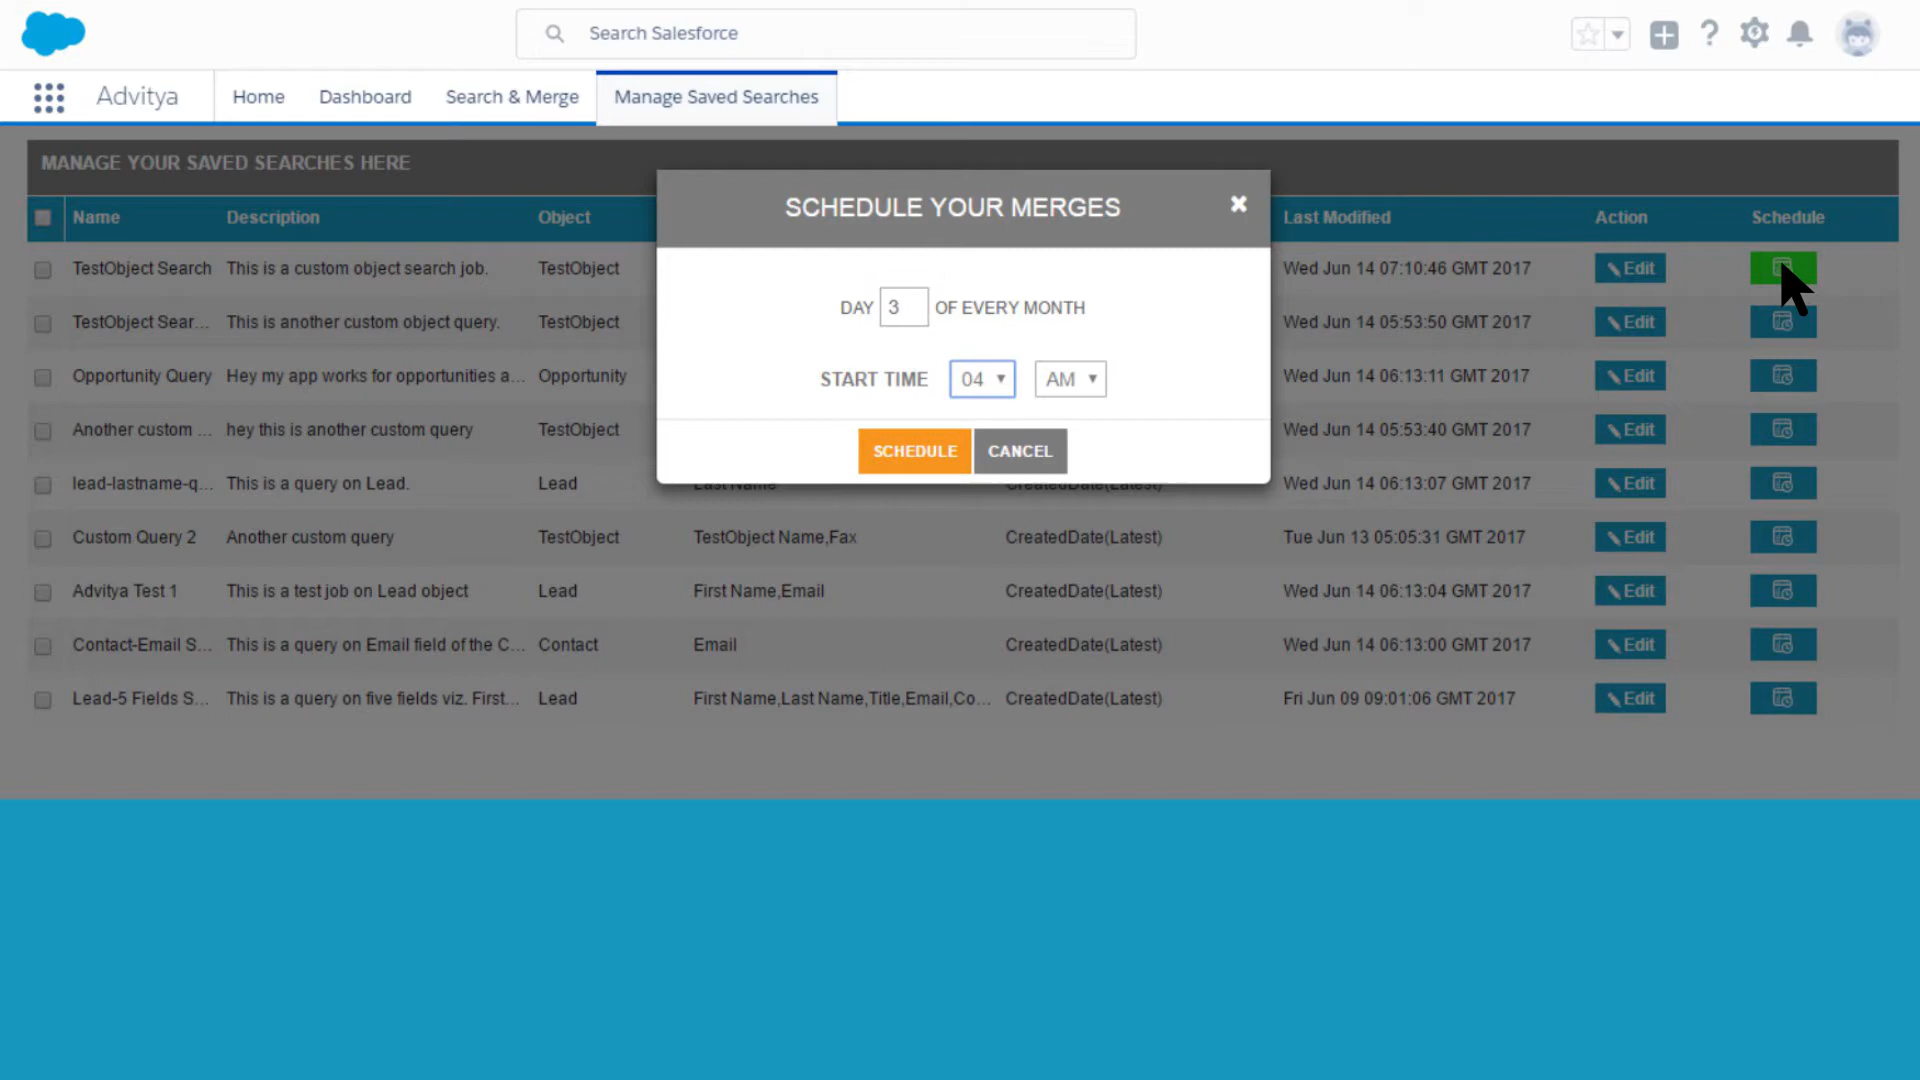 Search Salesforce
Advitya Home Dashboard Search & Merge Manage Saved Searches
MANAGE YOUR SAVED SEARCHES HERE
SCHEDULE YOUR MERGES
DAY 3 OF EVERY MONTH
START TIME 04 AM
SCHEDULE CANCEL
Name Description Object Last Modified Action Schedule
TestObject Search This is a custom object search job. TestObject Wed Jun 14 07:10:46 GMT 2017 Edit
TestObject Sear... This is another custom object query. TestObject Wed Jun 14 05:53:50 GMT 2017 Edit
Opportunity Query Hey my app works for opportunities a... Opportunity Wed Jun 14 06:13:11 GMT 2017 Edit
Another custom ... hey this is another custom query TestObject Wed Jun 14 05:53:40 GMT 2017 Edit
lead-lastname-q... This is a query on Lead. Lead Last Name CreatedDate(Latest) Wed Jun 14 06:13:07 GMT 2017 Edit
Custom Query 2 Another custom query TestObject TestObject Name,Fax CreatedDate(Latest) Tue Jun 13 05:05:31 GMT 2017 Edit
Advitya Test 1 This is a test job on Lead object Lead First Name,Email CreatedDate(Latest) Wed Jun 14 06:13:04 GMT 2017 Edit
Contact-Email S... This is a query on Email field of the C... Contact Email CreatedDate(Latest) Wed Jun 14 06:13:00 GMT 2017 Edit
Lead-5 Fields S... This is a query on five fields viz. First... Lead First Name,Last Name,Title,Email,Co... CreatedDate(Latest) Fri Jun 09 09:01:06 GMT 2017 Edit